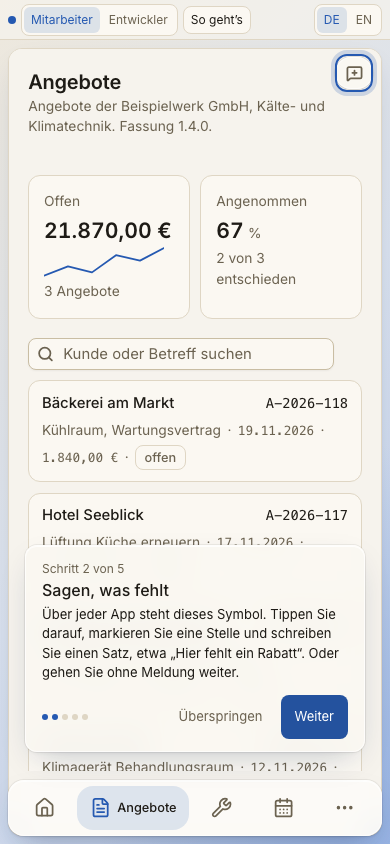 Mitarbeiter Entwickler So geht's DE EN
Angebote
Angebote der Beispielwerk GmbH, Kälte- und
Klimatechnik. Fassung 1.4.0.
Offen
21.870,00 €
3 Angebote
Angenommen
67 %
2 von 3
entschieden
Kunde oder Betreff suchen
Bäckerei am Markt A-2026-118
Kühlraum, Wartungsvertrag · 19.11.2026 ·
1.840,00 € · offen
Hotel Seeblick A-2026-117
Lüftung Küche erneuern · 17.11.2026 ·
Schritt 2 von 5
Sagen, was fehlt
Über jeder App steht dieses Symbol. Tippen Sie
darauf, markieren Sie eine Stelle und schreiben
Sie einen Satz, etwa „Hier fehlt ein Rabatt“. Oder
gehen Sie ohne Meldung weiter.
Überspringen Weiter
Klimagerät Behandlungsraum · 12.11.2026 ·
Angebote